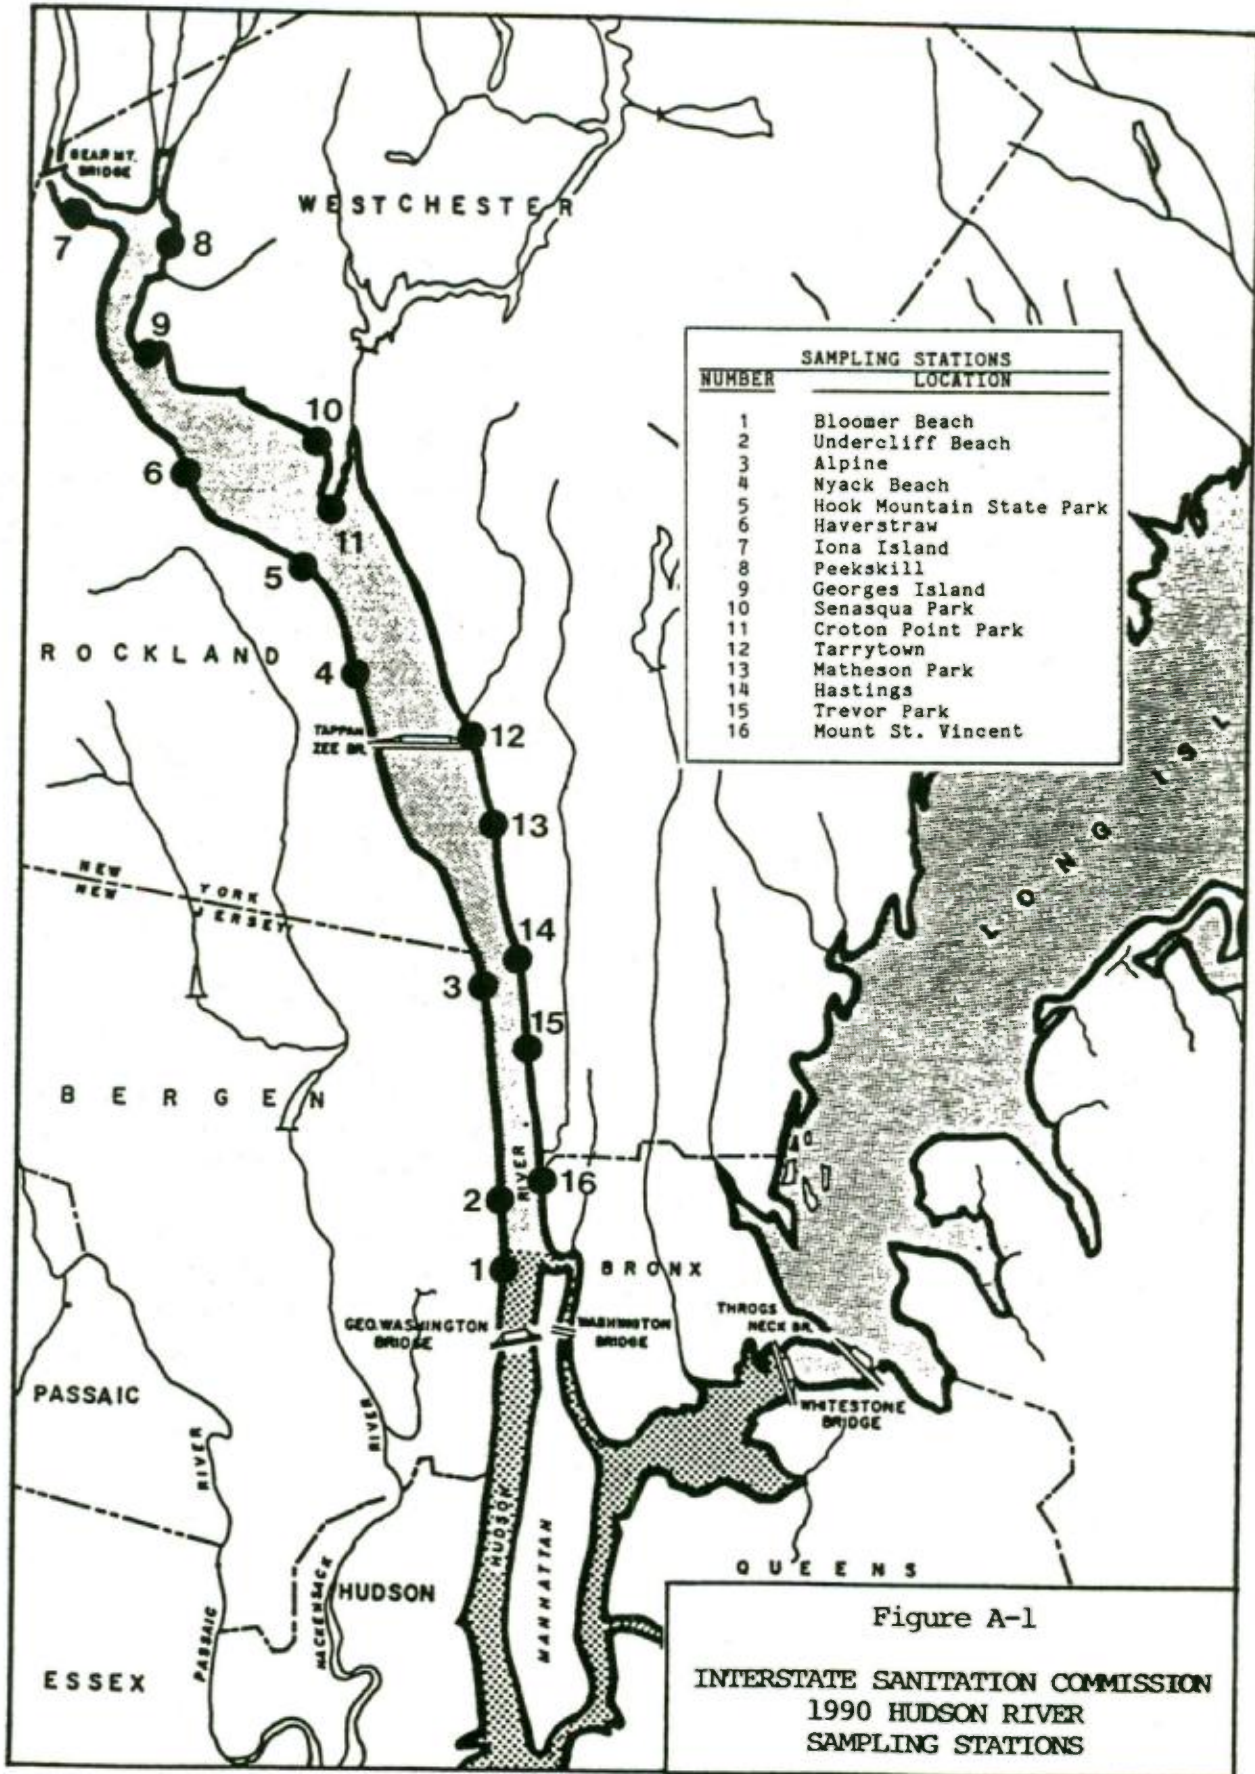 BEAR MT.
BRIDGE
WESTCHESTER
7
8
9
10
6
11
5
SAMPLING STATIONS
NUMBER LOCATION
1 Bloomer Beach
2 Undercliff Beach
3 Alpine
4 Nyack Beach
5 Hook Mountain State Park
6 Haverstraw
7 Iona Island
8 Peekskill
9 Georges Island
10 Senasqua Park
11 Croton Point Park
12 Tarrytown
13 Matheson Park
14 Hastings
15 Trevor Park
16 Mount St. Vincent
ROCKLAND
4
TAPPAN
ZEE BR.
12
13
LONG ISL
NEW YORK
NEW JERSEY
14
3
15
BERGEN
RIVER
2
16
1
BRONX
GEO. WASHINGTON
BRIDGE
WASHINGTON
BRIDGE
THROGS
NECK BR.
WHITESTONE
BRIDGE
PASSAIC
RIVER
RIVER
HUDSON
MANHATTAN
QUEENS
HACKENSACK
HUDSON
PASSAIC
ESSEX
Figure A-1
INTERSTATE SANITATION COMMISSION
1990 HUDSON RIVER
SAMPLING STATIONS